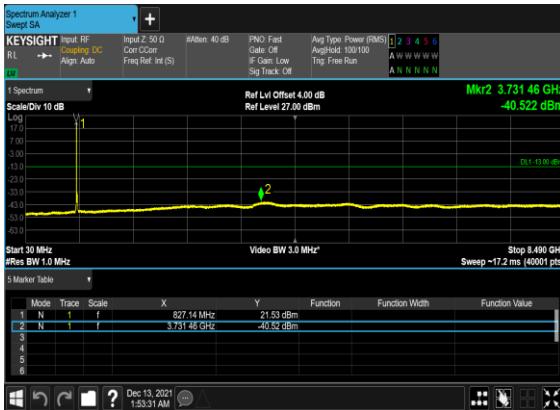 Spectrum Analyzer 1
Swept SA
KEYSIGHT Input: RF Input Z: 50 Ω #Atten: 40 dB PNO: Fast Avg Type: Power (RMS) 1 2 3 4 5 6
RL Coupling: DC Corr CCorr Gate: Off Avg|Hold: 100/100 A W W W W W
Align: Auto Freq Ref: Int (S) IF Gain: Low Trig: Free Run
LXI Sig Track: Off A N N N N N
1 Spectrum
Ref Lvl Offset 4.00 dB Mkr2 3.731 46 GHz
Scale/Div 10 dB Ref Level 27.00 dBm -40.522 dBm
Log
17.0
7.00
-3.00
-13.0 DL1 -13.00 dBm
-23.0
-33.0
-43.0
-53.0
-63.0
1
2
Start 30 MHz Video BW 3.0 MHz* Stop 8.490 GHz
#Res BW 1.0 MHz Sweep ~17.2 ms (40001 pts)
5 Marker Table
Mode Trace Scale X Y Function Function Width Function Value
1 N 1 f 827.14 MHz 21.53 dBm
2 N 1 f 3.731 46 GHz -40.52 dBm
3
4
5
6
? Dec 13, 2021
1:53:31 AM